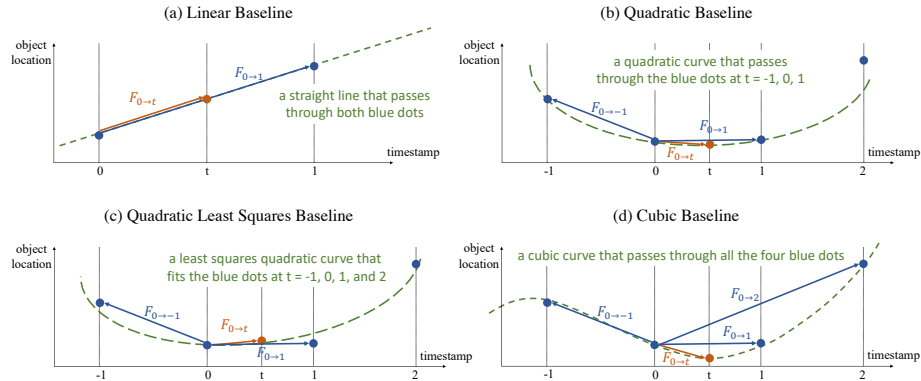 (a) Linear Baseline
object
location
F0→t
F0→1
a straight line that passes
through both blue dots
0
t
1
timestamp
(b) Quadratic Baseline
object
location
a quadratic curve that passes
through the blue dots at t = -1, 0, 1
F0→−1
F0→1
F0→t
-1
0
t
1
2
timestamp
(c) Quadratic Least Squares Baseline
object
location
a least squares quadratic curve that
fits the blue dots at t = -1, 0, 1, and 2
F0→−1
F0→t
F0→1
-1
0
t
1
2
timestamp
(d) Cubic Baseline
object
location
a cubic curve that passes through all the four blue dots
F0→−1
F0→2
F0→1
F0→t
-1
0
t
1
2
timestamp